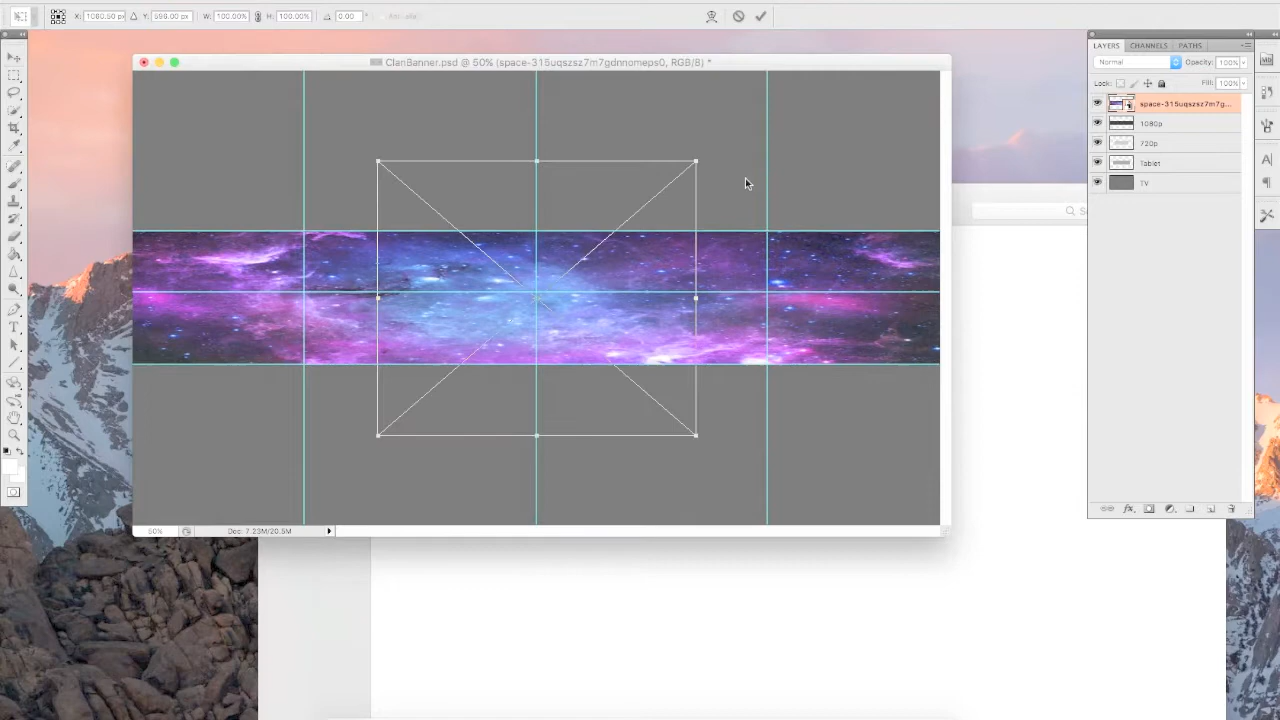 X: 1080.50 px Y: 596.00 px W: 100.00% H: 100.00% 0.00 °
ClanBanner.psd @ 50% (space-315uqszsz7m7gdnnomeps0, RGB/8) *
LAYERS CHANNELS PATHS
Normal Opacity: 100%
Lock: Fill: 100%
space-315uqszsz7m7g...
1080p
720p
Tablet
TV
50% Doc: 7.23M/20.5M